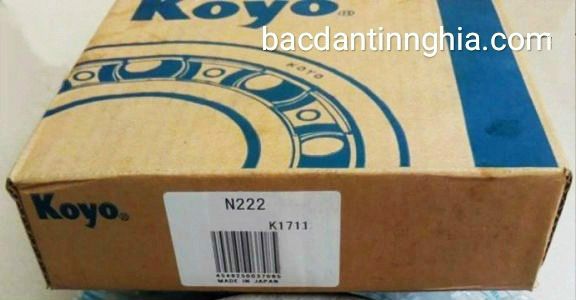 Koyo®
bacdantinnghia.com
KOYO
Koyo®
N222
K1711
MADE IN JAPAN